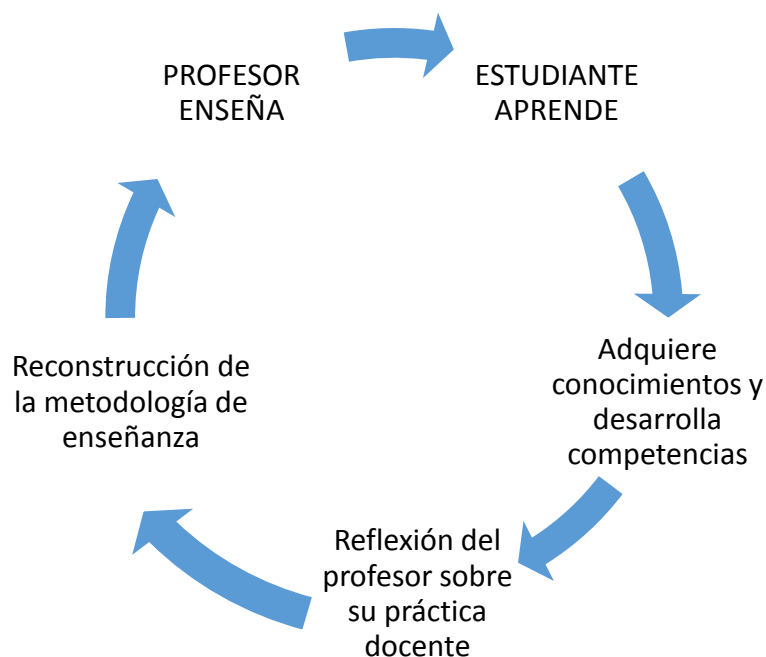 PROFESOR
ENSEÑA
ESTUDIANTE
APRENDE
Adquiere
conocimientos y
desarrolla
competencias
Reflexión del
profesor sobre
su práctica
docente
Reconstrucción de
la metodología de
enseñanza